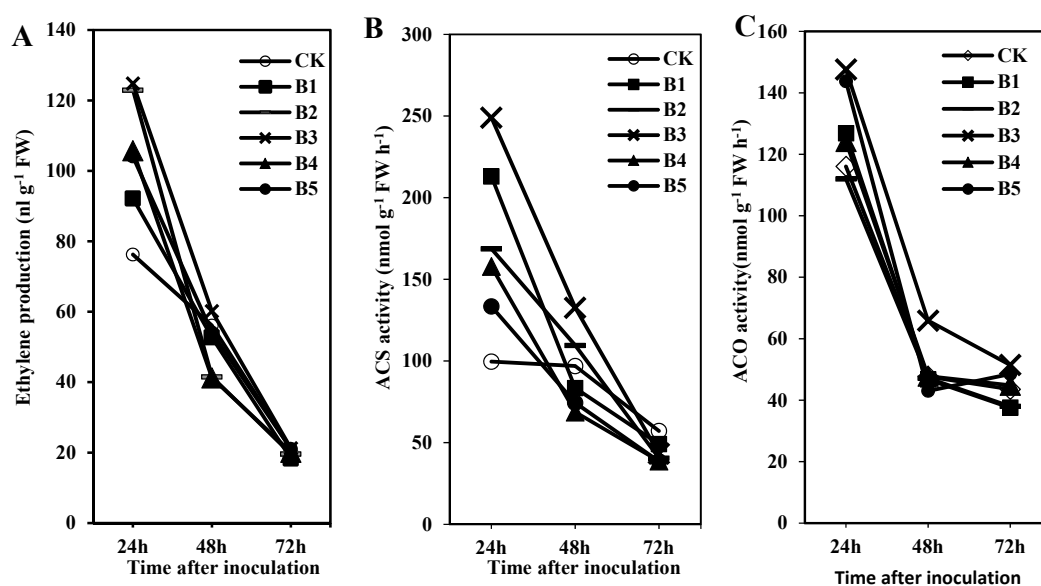 A
Ethylene production (nl g-1 FW)
140
120
100
80
60
40
20
0
CK
B1
B2
B3
B4
B5
24h 48h 72h
Time after inoculation
B
ACS activity (nmol g-1 FW h-1)
300
250
200
150
100
50
0
CK
B1
B2
B3
B4
B5
24h 48h 72h
Time after inoculation
C
ACO activity(nmol g-1 FW h-1)
160
140
120
100
80
60
40
20
0
CK
B1
B2
B3
B4
B5
24h 48h 72h
Time after inoculation